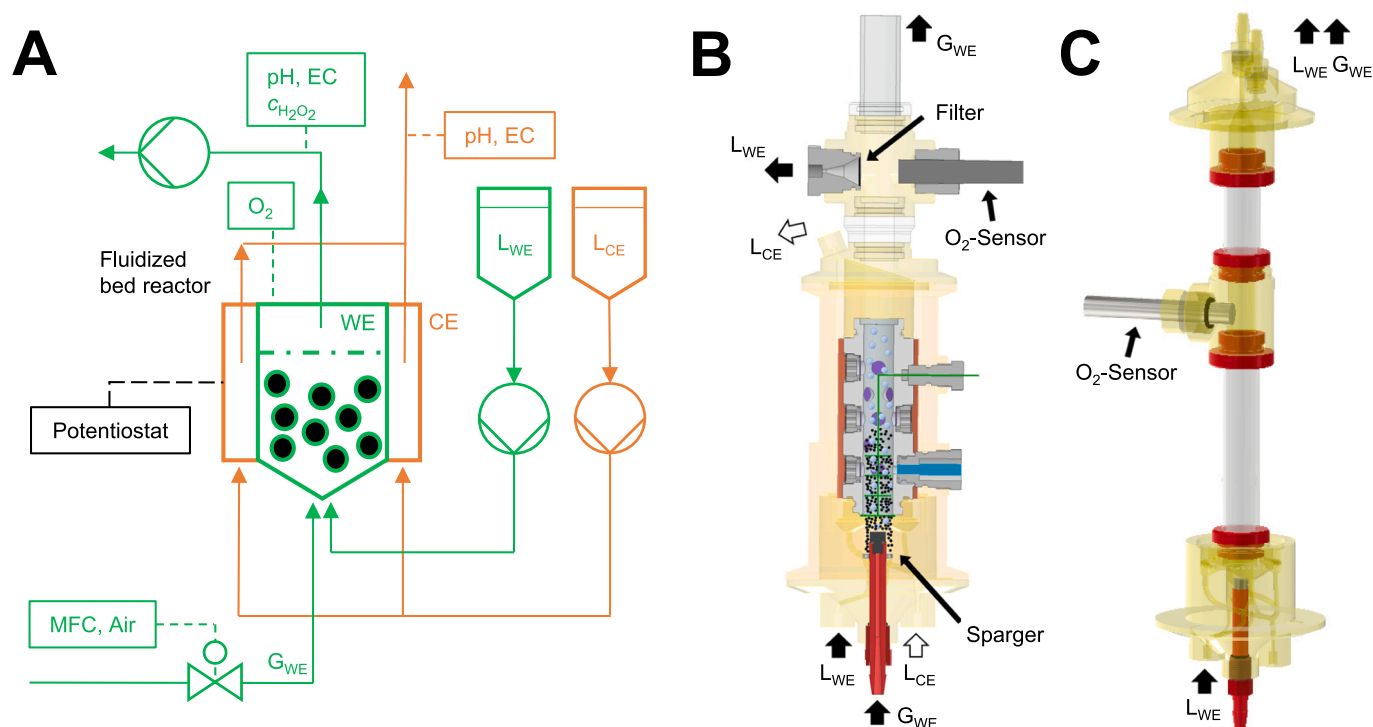 A
pH, EC
cH2O2
pH, EC
O2
LWE
LCE
Fluidized
bed reactor
WE
CE
Potentiostat
MFC, Air
GWE
B
GWE
Filter
LWE
LCE
O2-Sensor
Sparger
LWE
LCE
GWE
C
LWE GWE
O2-Sensor
LWE